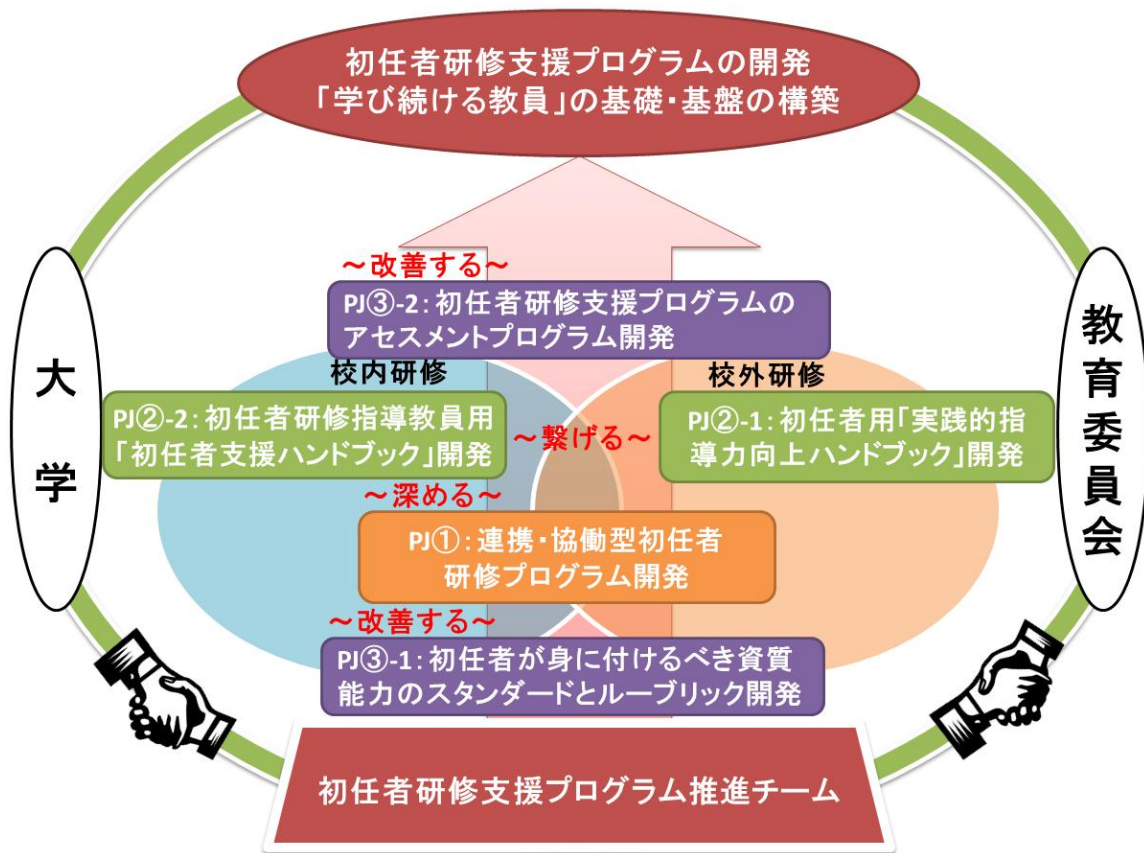 初任者研修支援プログラムの開発
「学び続ける教員」の基礎・基盤の構築
大学
教育委員会
～改善する～
PJ③-2：初任者研修支援プログラムの
アセスメントプログラム開発
校内研修
校外研修
PJ②-2：初任者研修指導教員用
「初任者支援ハンドブック」開発
～繋げる～
PJ②-1：初任者用「実践的指
導力向上ハンドブック」開発
～深める～
PJ①：連携・協働型初任者
研修プログラム開発
～改善する～
PJ③-1：初任者が身に付けるべき資質
能力のスタンダードとルーブリック開発
初任者研修支援プログラム推進チーム